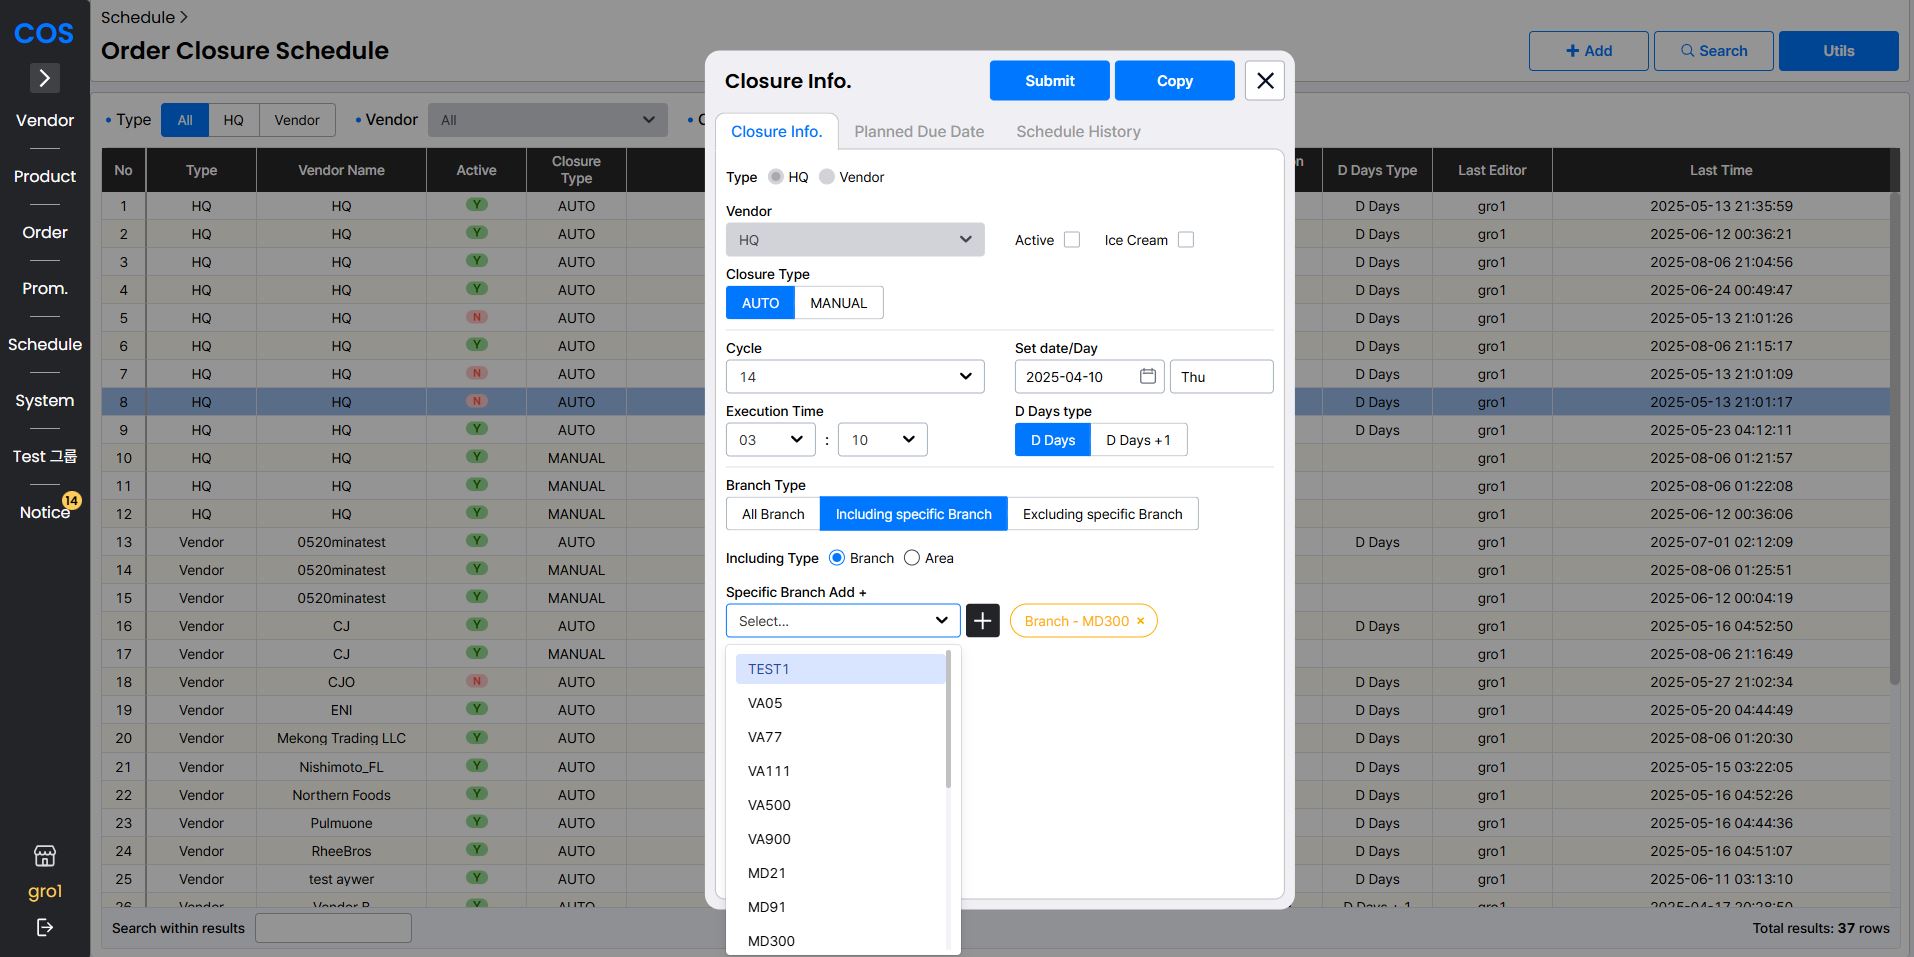 COS
Vendor
Product
Order
Prom.
Schedule
System
Test 그룹
Notice
14
gro1
Schedule >
Order Closure Schedule
+ Add
Search
Utils
• Type All HQ Vendor • Vendor All • C
No Type Vendor Name Active Closure Type n D Days Type Last Editor Last Time
1 HQ HQ Y AUTO D Days gro1 2025-05-13 21:35:59
2 HQ HQ Y AUTO D Days gro1 2025-06-12 00:36:21
3 HQ HQ Y AUTO D Days gro1 2025-08-06 21:04:56
4 HQ HQ Y AUTO D Days gro1 2025-06-24 00:49:47
5 HQ HQ N AUTO D Days gro1 2025-05-13 21:01:26
6 HQ HQ Y AUTO D Days gro1 2025-08-06 21:15:17
7 HQ HQ N AUTO D Days gro1 2025-05-13 21:01:09
8 HQ HQ N AUTO D Days gro1 2025-05-13 21:01:17
9 HQ HQ Y AUTO D Days gro1 2025-05-23 04:12:11
10 HQ HQ Y MANUAL gro1 2025-08-06 01:21:57
11 HQ HQ Y MANUAL gro1 2025-08-06 01:22:08
12 HQ HQ Y MANUAL gro1 2025-06-12 00:36:06
13 Vendor 0520minatest Y AUTO D Days gro1 2025-07-01 02:12:09
14 Vendor 0520minatest Y MANUAL gro1 2025-08-06 01:25:51
15 Vendor 0520minatest Y MANUAL gro1 2025-06-12 00:04:19
16 Vendor CJ Y AUTO D Days gro1 2025-05-16 04:52:50
17 Vendor CJ Y MANUAL gro1 2025-08-06 21:16:49
18 Vendor CJO N AUTO D Days gro1 2025-05-27 21:02:34
19 Vendor ENI Y AUTO D Days gro1 2025-05-20 04:44:49
20 Vendor Mekong Trading LLC Y AUTO D Days gro1 2025-08-06 01:20:30
21 Vendor Nishimoto_FL Y AUTO D Days gro1 2025-05-15 03:22:05
22 Vendor Northern Foods Y AUTO D Days gro1 2025-05-16 04:52:26
23 Vendor Pulmuone Y AUTO D Days gro1 2025-05-16 04:44:36
24 Vendor RheeBros Y AUTO D Days gro1 2025-05-16 04:51:07
25 Vendor test aywer Y AUTO D Days gro1 2025-06-11 03:13:10
26 Vendor Vendor B Y AUTO D Days + 1 gro1 2025-04-17 20:28:50
Search within results
Total results: 37 rows
Closure Info.
Submit
Copy
Closure Info. Planned Due Date Schedule History
Type HQ Vendor
Vendor
HQ
Active Ice Cream
Closure Type
AUTO MANUAL
Cycle Set date/Day
14 2025-04-10 Thu
Execution Time D Days type
03 : 10 D Days D Days +1
Branch Type
All Branch Including specific Branch Excluding specific Branch
Including Type Branch Area
Specific Branch Add +
Select... + Branch - MD300 ×
TEST1
VA05
VA77
VA111
VA500
VA900
MD21
MD91
MD300